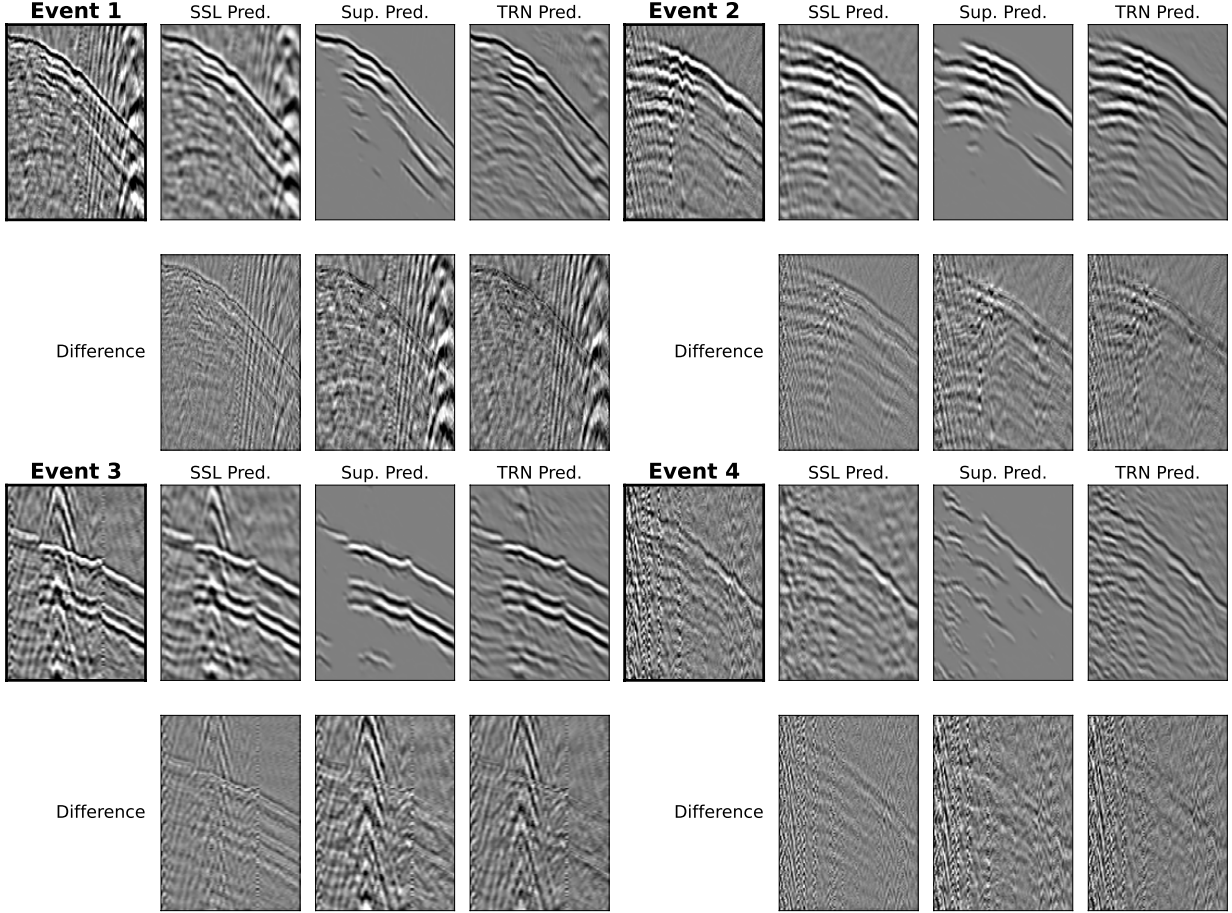 Event 1 SSL Pred. Sup. Pred. TRN Pred. Event 2 SSL Pred. Sup. Pred. TRN Pred.
Difference Difference
Event 3 SSL Pred. Sup. Pred. TRN Pred. Event 4 SSL Pred. Sup. Pred. TRN Pred.
Difference Difference